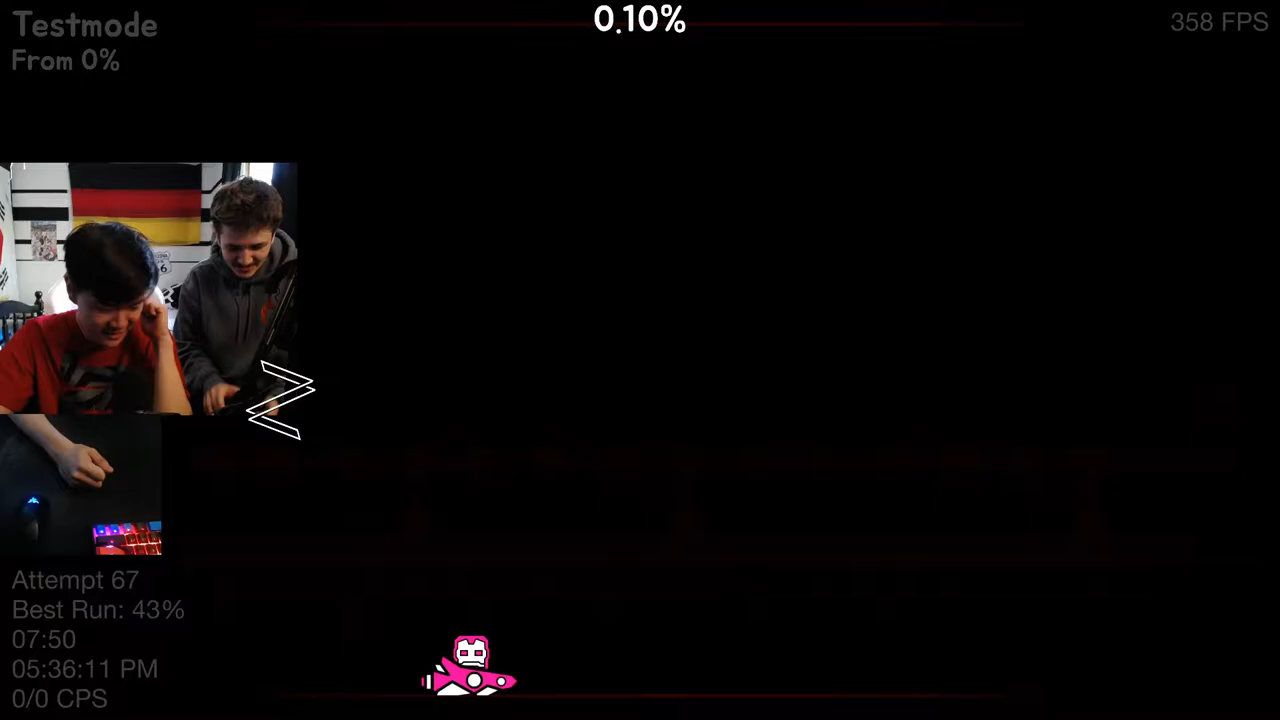 Testmode
From 0%
0.10%
358 FPS
Attempt 67
Best Run: 43%
07:50
05:36:11 PM
0/0 CPS